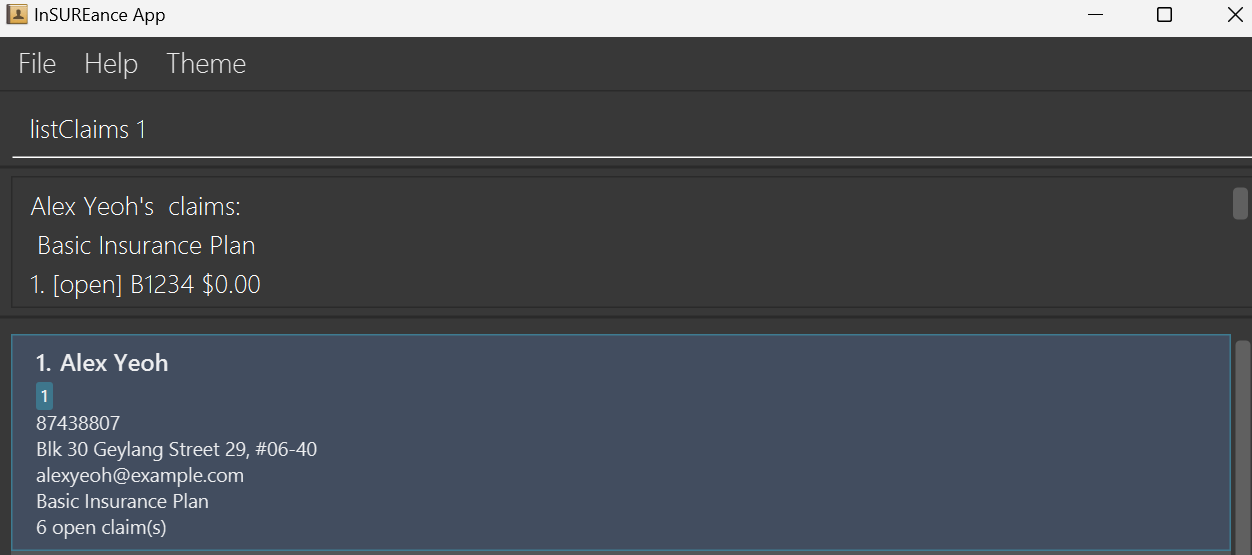 InSUREance App
File Help Theme
listClaims 1
Alex Yeoh's  claims:
Basic Insurance Plan
1. [open] B1234 $0.00
1. Alex Yeoh
1
87438807
Blk 30 Geylang Street 29, #06-40
alexyeoh@example.com
Basic Insurance Plan
6 open claim(s)